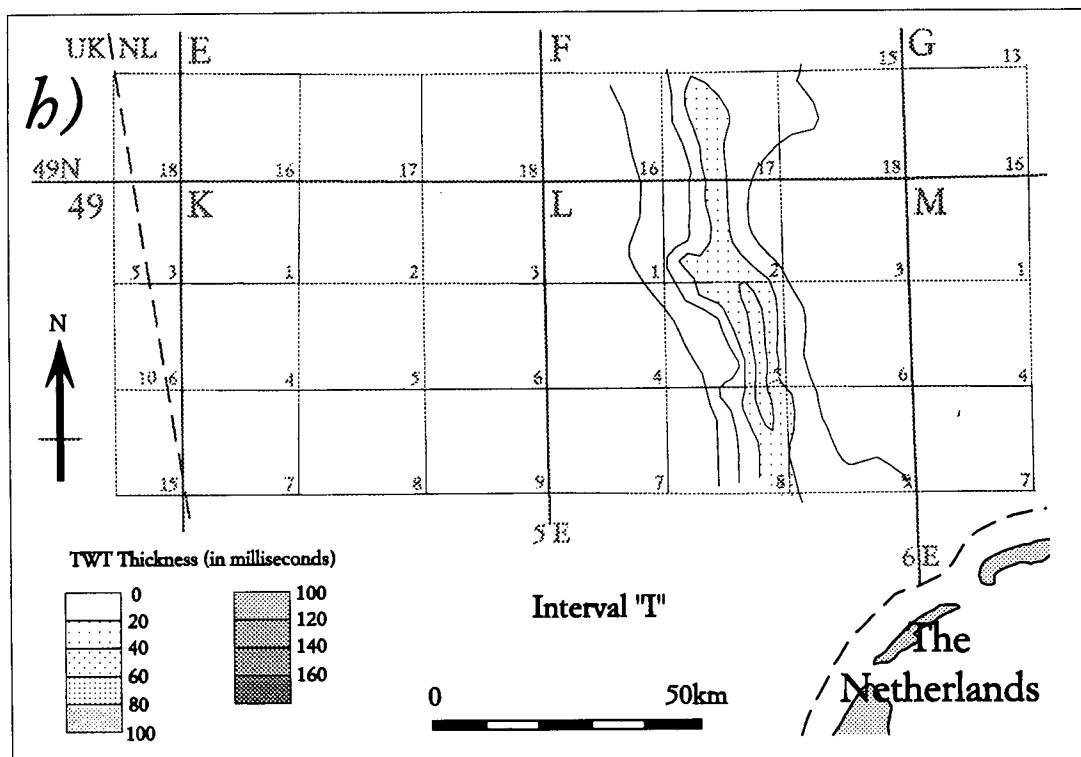 UK\NL E F G
15 13
h)
49N 18 16 17 18 16 17 18 16
49 K L M
5 3 1 2 3 1 2 3 1
N
10 6 4 5 6 4 5 6 4
15 7 8 9 7 8 9 7
5 E
6 E
TWT Thickness (in milliseconds)
0
20
40
60
80
100
100
120
140
160
Interval "I"
0 50km
The
Netherlands